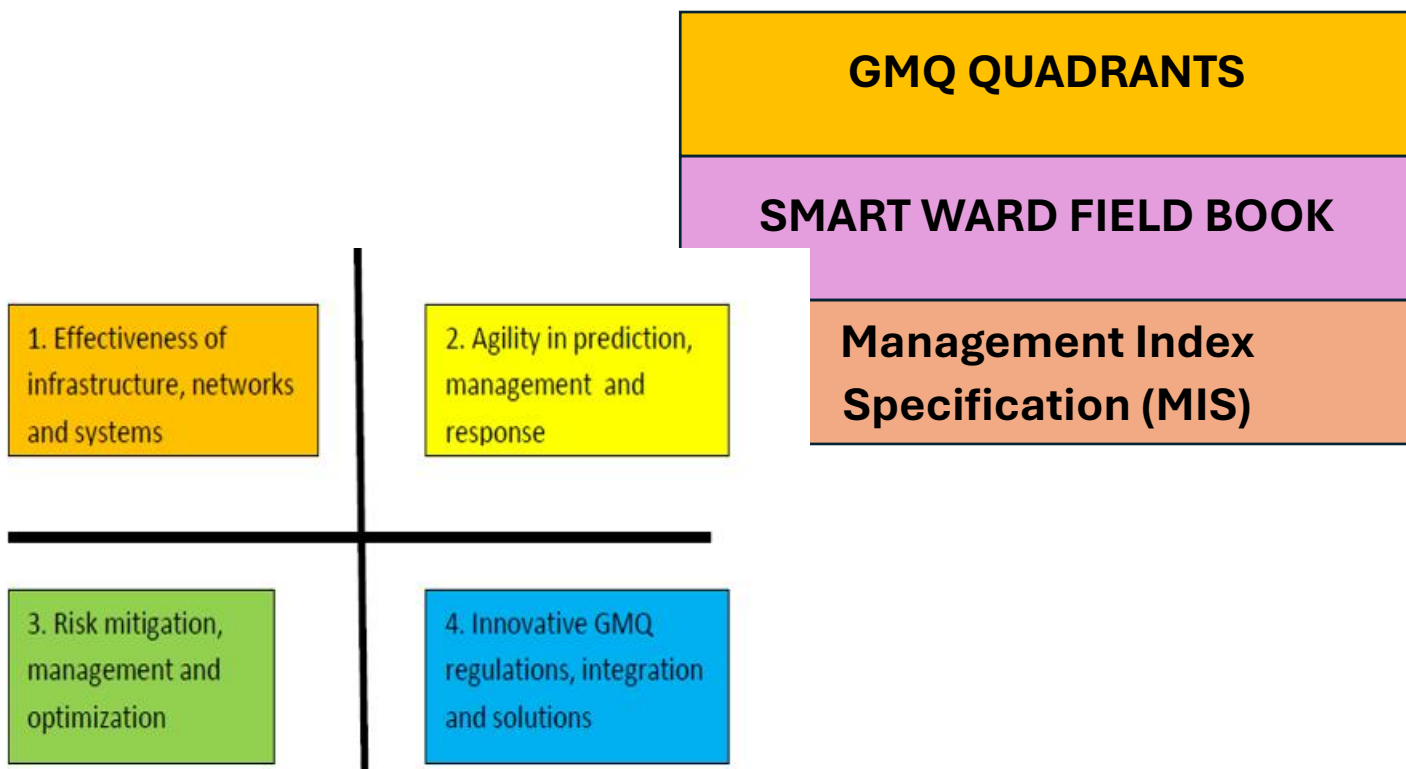 GMQ QUADRANTS
SMART WARD FIELD BOOK
Management Index
Specification (MIS)
1. Effectiveness of
infrastructure, networks
and systems
2. Agility in prediction,
management and
response
3. Risk mitigation,
management and
optimization
4. Innovative GMQ
regulations, integration
and solutions